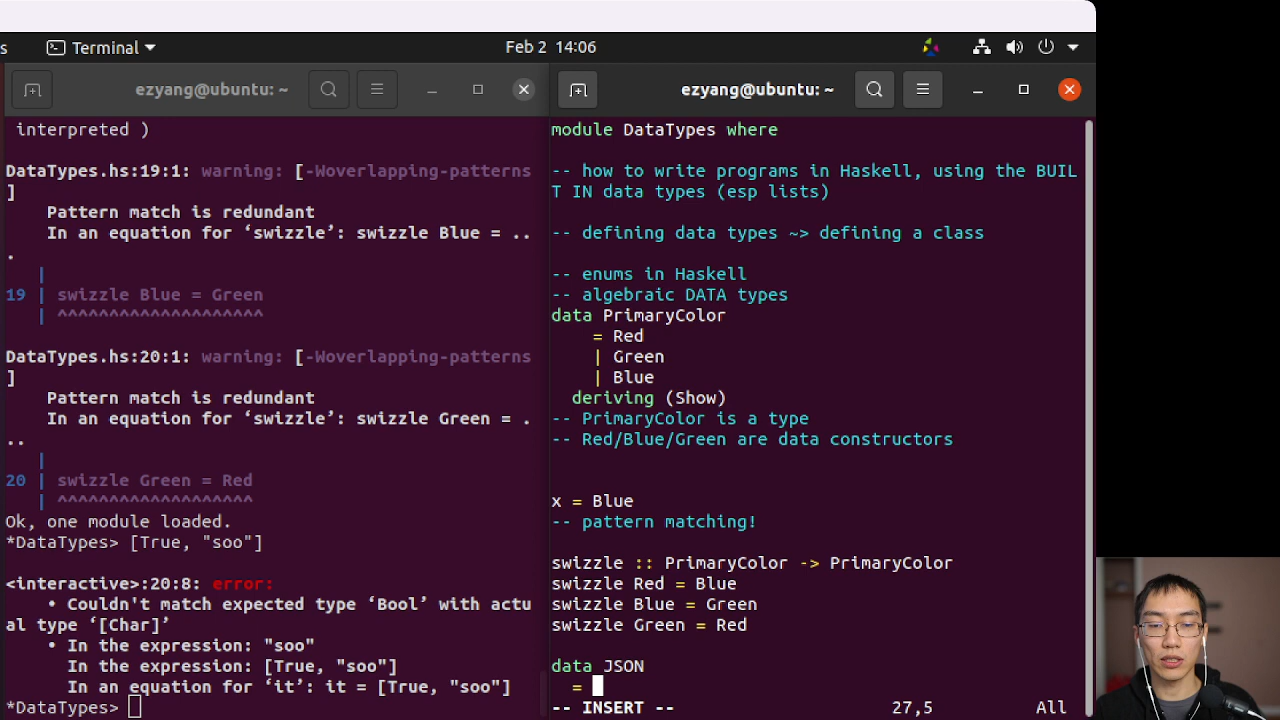 s Terminal Feb 2 14:06
ezyang@ubuntu: ~
interpreted )
DataTypes.hs:19:1: warning: [-Woverlapping-patterns
]
Pattern match is redundant
In an equation for ‘swizzle’: swizzle Blue = ..
.
|
19 | swizzle Blue = Green
| ^^^^^^^^^^^^^^^^^^^^
DataTypes.hs:20:1: warning: [-Woverlapping-patterns
]
Pattern match is redundant
In an equation for ‘swizzle’: swizzle Green = .
..
|
20 | swizzle Green = Red
| ^^^^^^^^^^^^^^^^^^^
Ok, one module loaded.
*DataTypes> [True, "soo"]
<interactive>:20:8: error:
• Couldn't match expected type ‘Bool’ with actu
al type ‘[Char]’
• In the expression: "soo"
In the expression: [True, "soo"]
In an equation for ‘it’: it = [True, "soo"]
*DataTypes>
ezyang@ubuntu: ~
module DataTypes where
-- how to write programs in Haskell, using the BUIL
T IN data types (esp lists)
-- defining data types ~> defining a class
-- enums in Haskell
-- algebraic DATA types
data PrimaryColor
= Red
| Green
| Blue
deriving (Show)
-- PrimaryColor is a type
-- Red/Blue/Green are data constructors
x = Blue
-- pattern matching!
swizzle :: PrimaryColor -> PrimaryColor
swizzle Red = Blue
swizzle Blue = Green
swizzle Green = Red
data JSON
=
-- INSERT -- 27,5 All